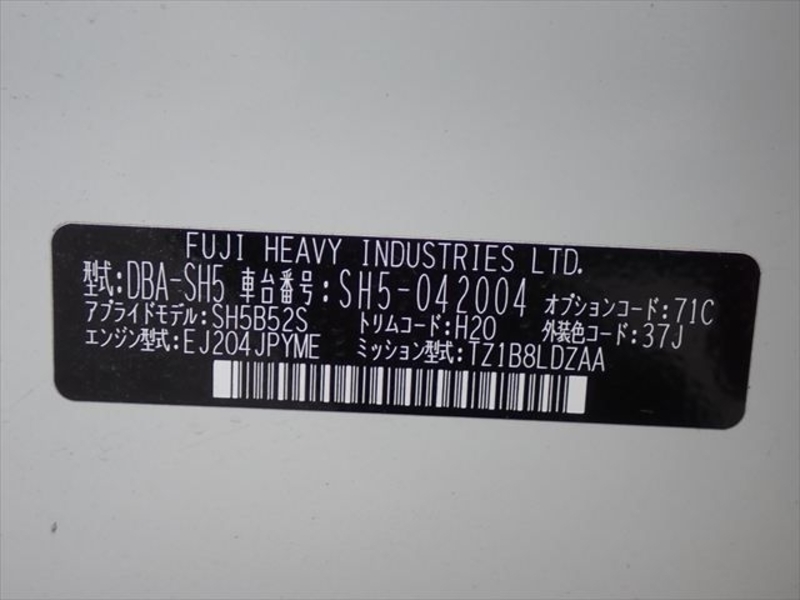 FUJI HEAVY INDUSTRIES LTD.
型式:DBA-SH5 車台番号:SH5-042004 オプションコード:71C
アプライドモデル:SH5B52S トリムコード:H20 外装色コード:37J
エンジン型式:EJ204JPYME ミッション型式:TZ1B8LDZAA